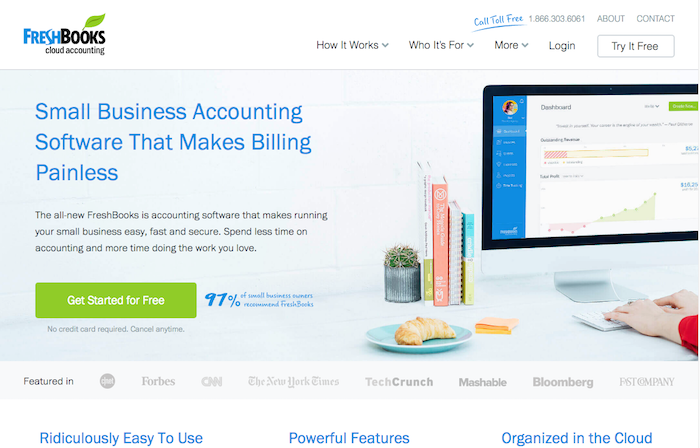 Call Toll Free 1.866.303.6061 ABOUT CONTACT
FRESHBOOKS
cloud accounting
How It Works Who It's For More Login Try It Free
Small Business Accounting
Software That Makes Billing
Painless
The all-new FreshBooks is accounting software that makes running
your small business easy, fast and secure. Spend less time on
accounting and more time doing the work you love.
Get Started for Free
97% of small business owners
recommend FreshBooks
No credit card required. Cancel anytime.
Dashboard
Outstanding Revenue
Total Profit
Featured in cnet Forbes CNN The New York Times TechCrunch Mashable Bloomberg FAST COMPANY
Ridiculously Easy To Use Powerful Features Organized in the Cloud